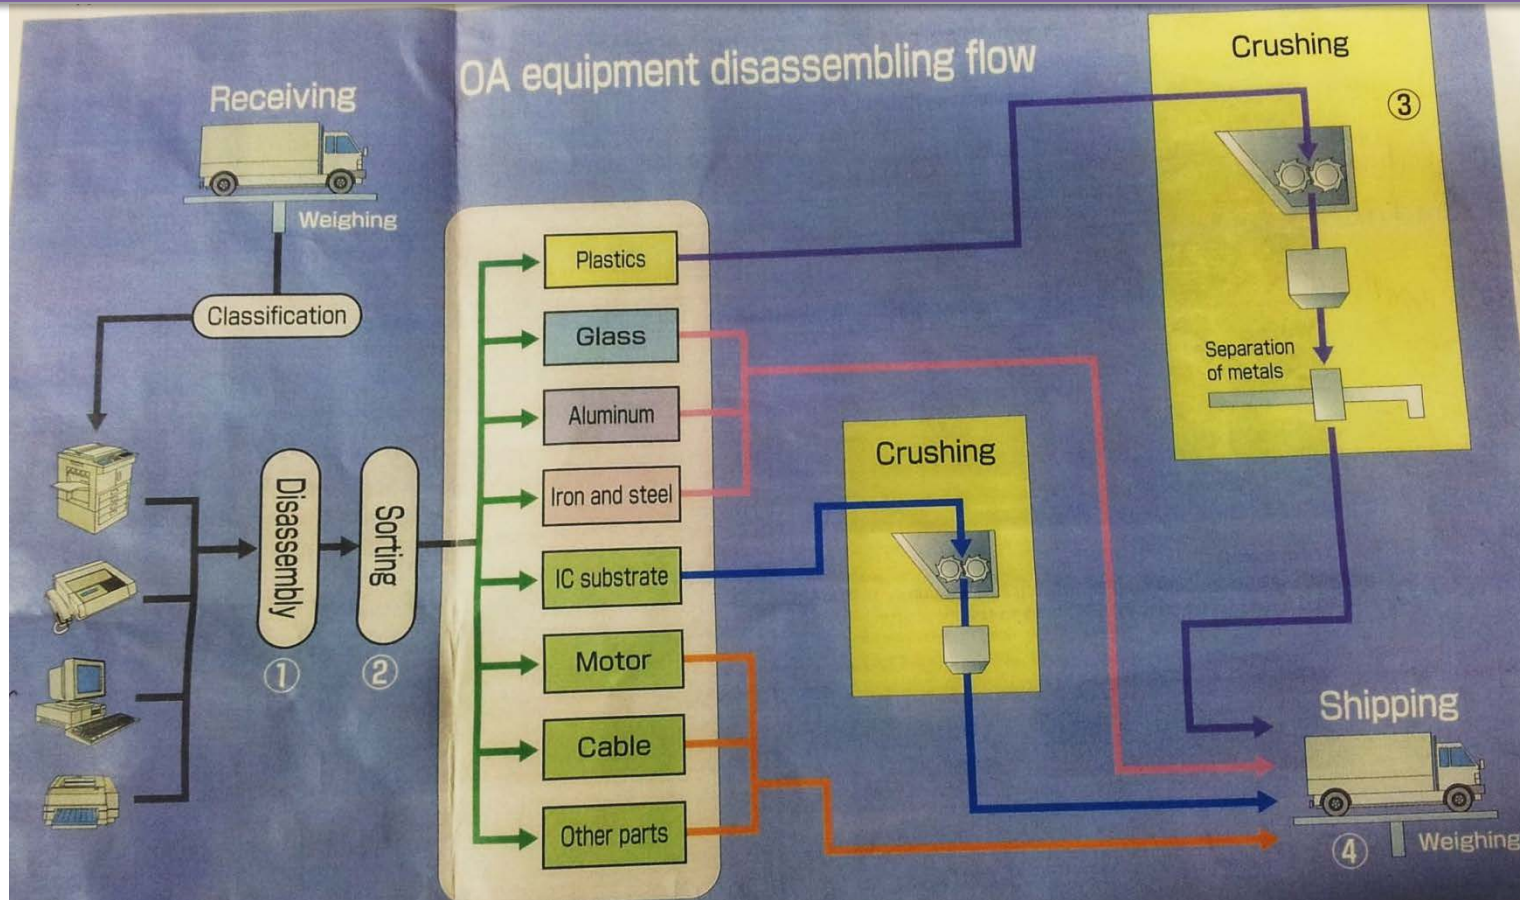 OA equipment disassembling flow
Receiving
Weighing
Classification
Disassembly
①
Sorting
②
Plastics
Glass
Aluminum
Iron and steel
IC substrate
Motor
Cable
Other parts
Crushing
Crushing
③
Separation
of metals
Shipping
④
Weighing